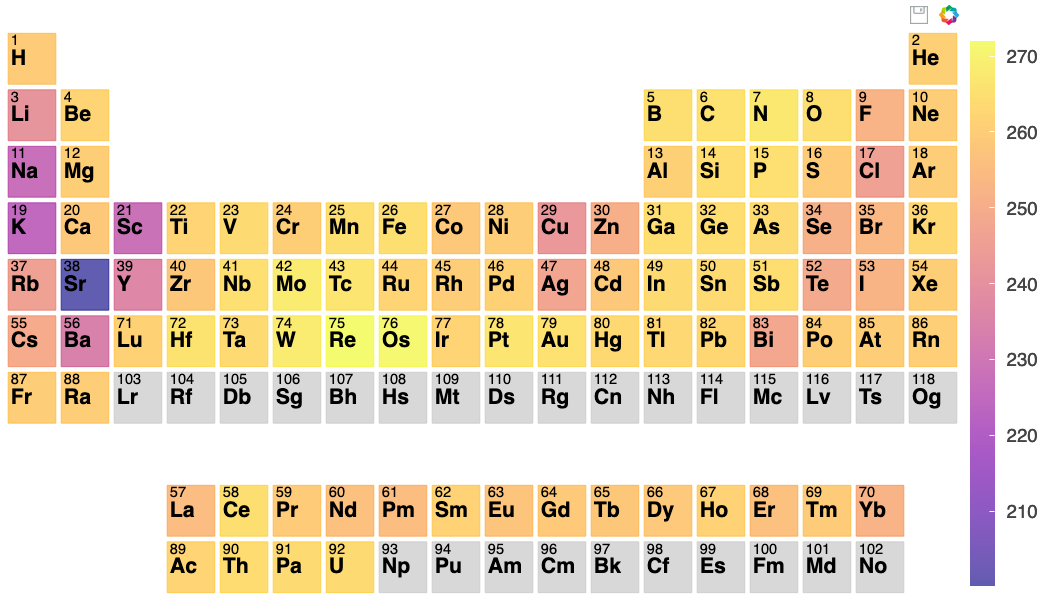 1 2
H He
270
3 4 5 6 7 8 9 10
Li Be B C N O F Ne
260
11 12 13 14 15 16 17 18
Na Mg Al Si P S Cl Ar
19 20 21 22 23 24 25 26 27 28 29 30 31 32 33 34 35 36
250
K Ca Sc Ti V Cr Mn Fe Co Ni Cu Zn Ga Ge As Se Br Kr
37 38 39 40 41 42 43 44 45 46 47 48 49 50 51 52 53 54
Rb Sr Y Zr Nb Mo Tc Ru Rh Pd Ag Cd In Sn Sb Te I Xe
240
55 56 71 72 73 74 75 76 77 78 79 80 81 82 83 84 85 86
Cs Ba Lu Hf Ta W Re Os Ir Pt Au Hg Tl Pb Bi Po At Rn
230
87 88 103 104 105 106 107 108 109 110 111 112 113 114 115 116 117 118
Fr Ra Lr Rf Db Sg Bh Hs Mt Ds Rg Cn Nh Fl Mc Lv Ts Og
220
57 58 59 60 61 62 63 64 65 66 67 68 69 70
La Ce Pr Nd Pm Sm Eu Gd Tb Dy Ho Er Tm Yb
210
89 90 91 92 93 94 95 96 97 98 99 100 101 102
Ac Th Pa U Np Pu Am Cm Bk Cf Es Fm Md No